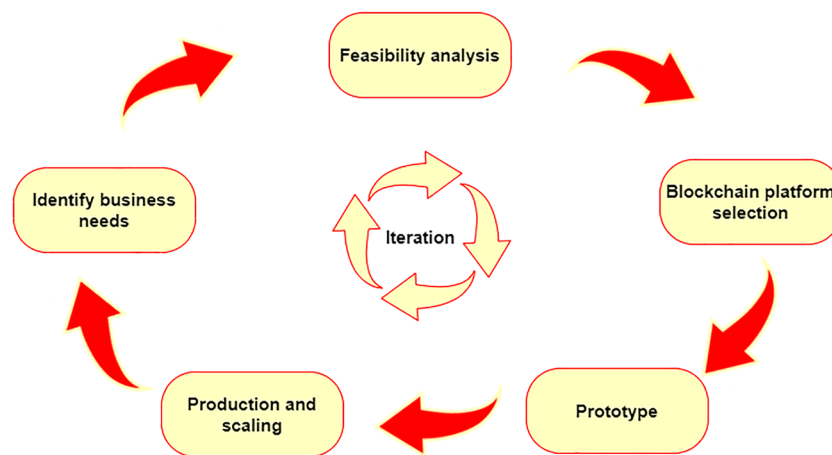 Feasibility analysis
Identify business
needs
Blockchain platform
selection
Iteration
Production and
scaling
Prototype